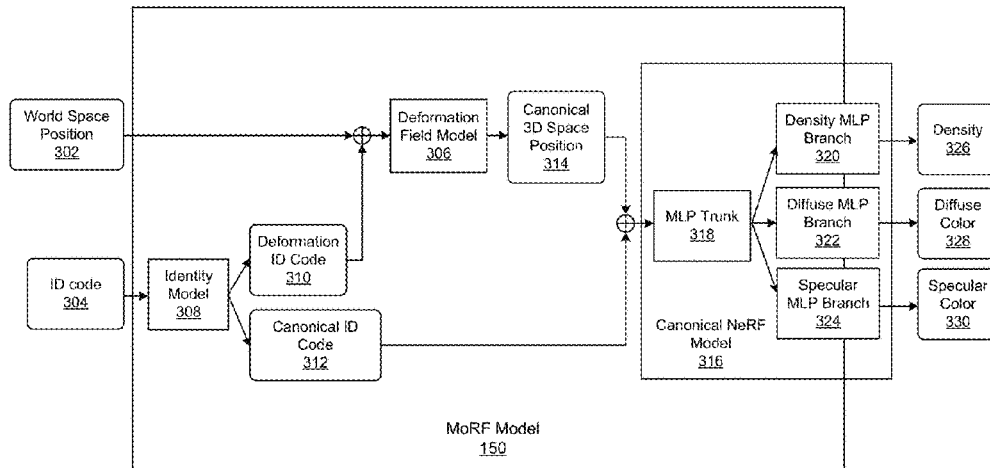 World Space
Position
302
ID code
304
Identity Model
308
Deformation
ID Code
310
Canonical ID
Code
312
Deformation
Field Model
306
Canonical
3D Space
Position
314
MLP Trunk
318
Canonical NeRF
Model
316
Density MLP
Branch
320
Diffuse MLP
Branch
322
Specular
MLP Branch
324
Density
326
Diffuse
Color
328
Specular
Color
330
MoRF Model
150